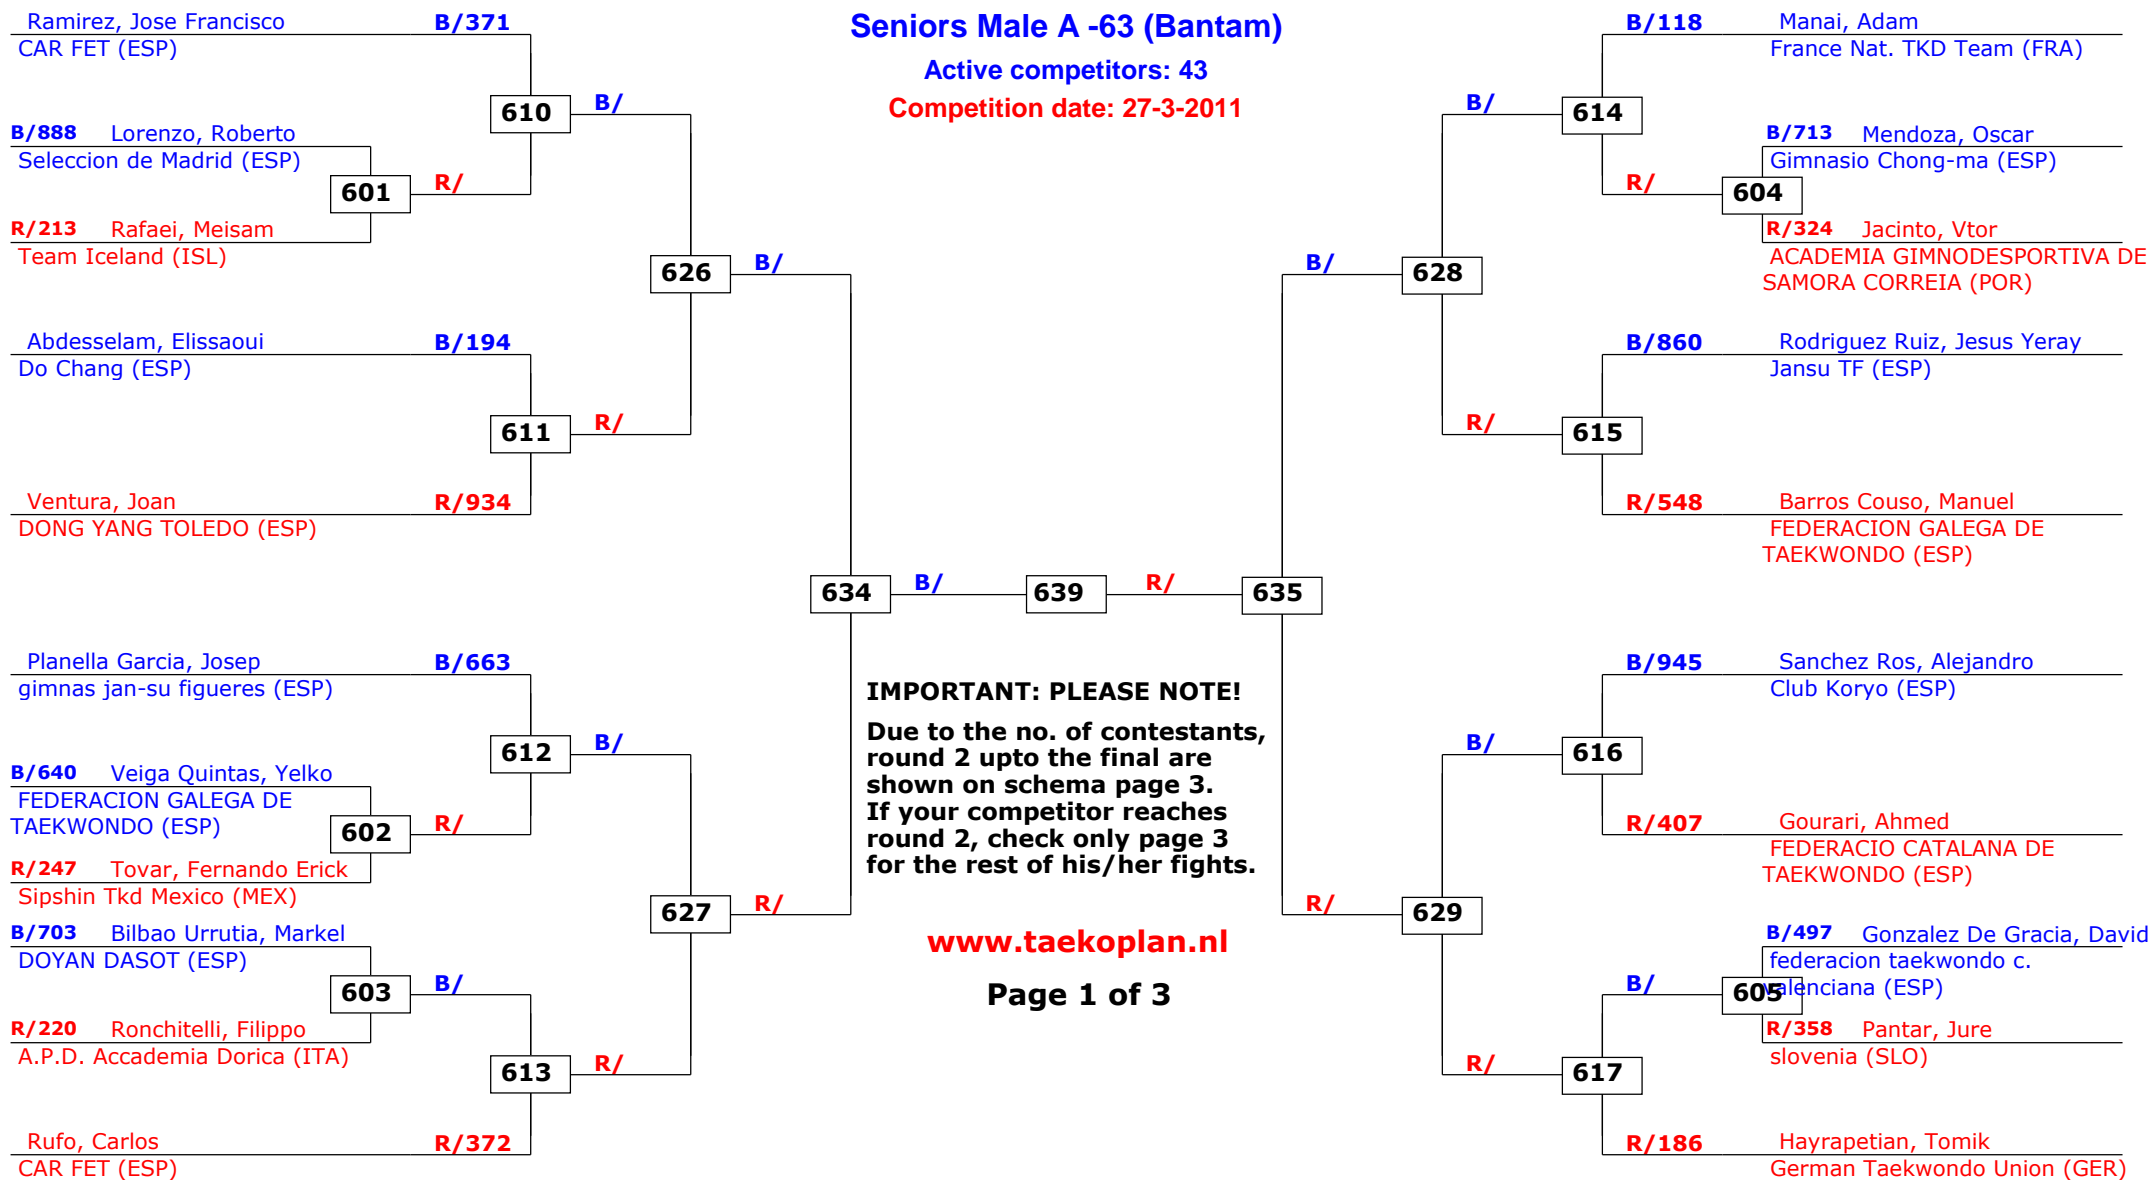 Seniors Male A -63 (Bantam)
Active competitors: 43
Competition date: 27-3-2011
Ramirez, Jose Francisco B/371
CAR FET (ESP)
610 B/
B/888 Lorenzo, Roberto
Seleccion de Madrid (ESP)
601 R/
R/213 Rafaei, Meisam
Team Iceland (ISL)
626 B/
Abdesselam, Elissaoui B/194
Do Chang (ESP)
611 R/
Ventura, Joan R/934
DONG YANG TOLEDO (ESP)
634 B/ 639 R/ 635
Planella Garcia, Josep B/663
gimnas jan-su figueres (ESP)
612 B/
B/640 Veiga Quintas, Yelko
FEDERACION GALEGA DE
TAEKWONDO (ESP)
602 R/
R/247 Tovar, Fernando Erick
Sipshin Tkd Mexico (MEX)
627 R/
B/703 Bilbao Urrutia, Markel
DOYAN DASOT (ESP)
603 B/
R/220 Ronchitelli, Filippo
A.P.D. Accademia Dorica (ITA)
613 R/
Rufo, Carlos R/372
CAR FET (ESP)
IMPORTANT: PLEASE NOTE!
Due to the no. of contestants,
round 2 upto the final are
shown on schema page 3.
If your competitor reaches
round 2, check only page 3
for the rest of his/her fights.
www.taekoplan.nl
Page 1 of 3
B/118 Manai, Adam
France Nat. TKD Team (FRA)
B/ 614
B/713 Mendoza, Oscar
Gimnasio Chong-ma (ESP)
R/ 604
R/324 Jacinto, Vtor
ACADEMIA GIMNODESPORTIVA DE
SAMORA CORREIA (POR)
B/ 628
B/860 Rodriguez Ruiz, Jesus Yeray
Jansu TF (ESP)
R/ 615
R/548 Barros Couso, Manuel
FEDERACION GALEGA DE
TAEKWONDO (ESP)
B/945 Sanchez Ros, Alejandro
Club Koryo (ESP)
B/ 616
R/407 Gourari, Ahmed
FEDERACIO CATALANA DE
TAEKWONDO (ESP)
R/ 629
B/497 Gonzalez De Gracia, David
federacion taekwondo c.
valenciana (ESP)
B/ 605
R/358 Pantar, Jure
slovenia (SLO)
R/ 617
R/186 Hayrapetian, Tomik
German Taekwondo Union (GER)